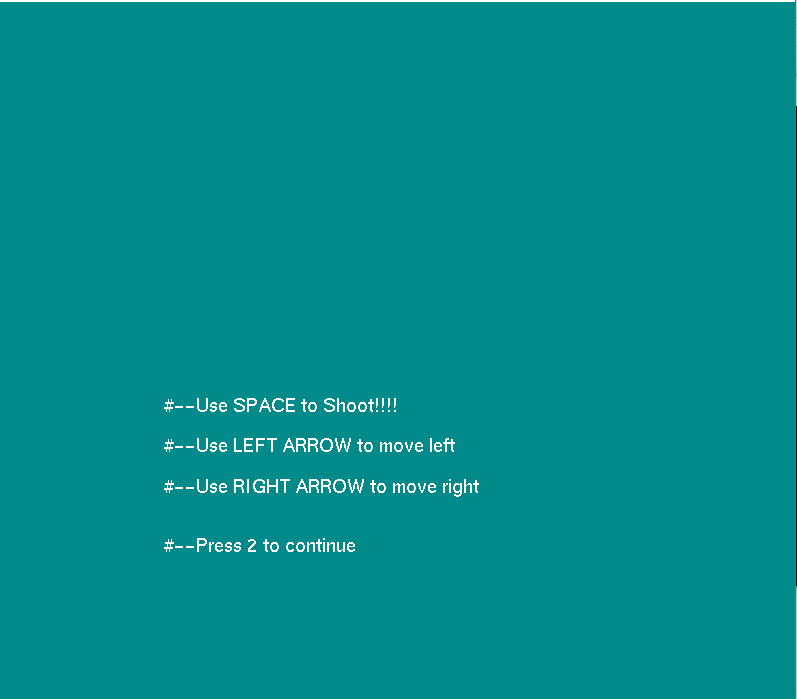 #--Use SPACE to Shoot!!!!
#--Use LEFT ARROW to move left
#--Use RIGHT ARROW to move right
#--Press 2 to continue